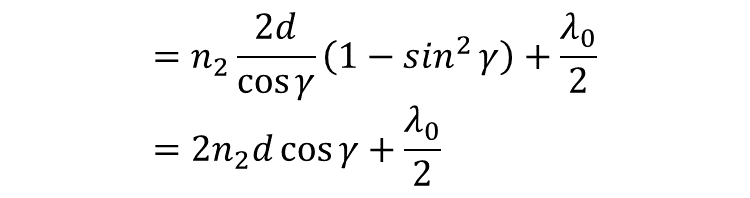 = n₂ 2d/cos γ (1 − sin² γ) + λ₀/2
= 2n₂d cos γ + λ₀/2